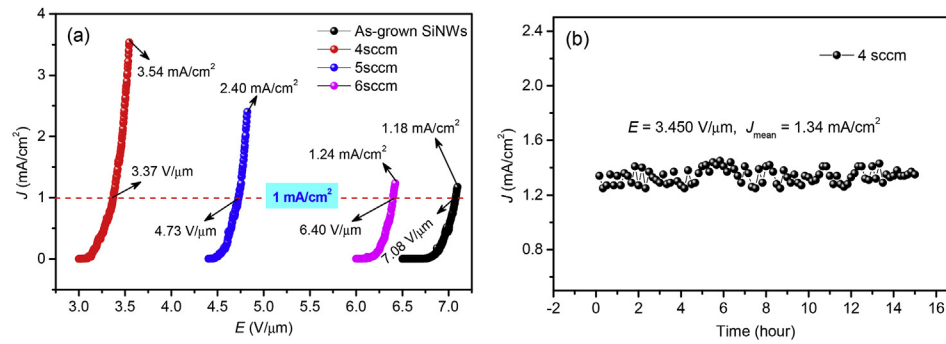 (a)
As-grown SiNWs
4sccm
5sccm
6sccm
3.54 mA/cm²
2.40 mA/cm²
1.18 mA/cm²
1.24 mA/cm²
3.37 V/μm
1 mA/cm²
4.73 V/μm
6.40 V/μm
7.08 V/μm
J (mA/cm²)
4
3
2
1
0
3.0 3.5 4.0 4.5 5.0 5.5 6.0 6.5 7.0
E (V/μm)
(b)
4 sccm
E = 3.450 V/μm, Jmean = 1.34 mA/cm²
J (mA/cm²)
2.4
2.0
1.6
1.2
0.8
-2 0 2 4 6 8 10 12 14 16
Time (hour)